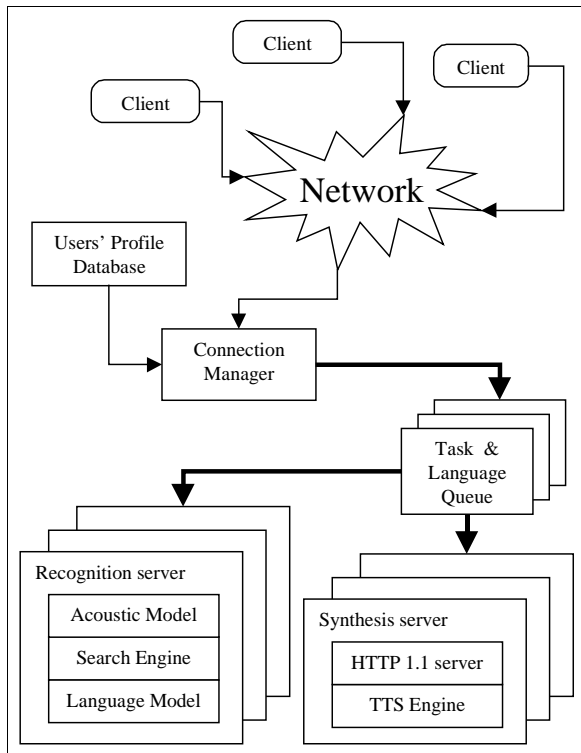 Client
Client
Client
Network
Users’ Profile
Database
Connection
Manager
Task & 
Language
Queue
Recognition server
Acoustic Model
Search Engine
Language Model
Synthesis server
HTTP 1.1 server
TTS Engine